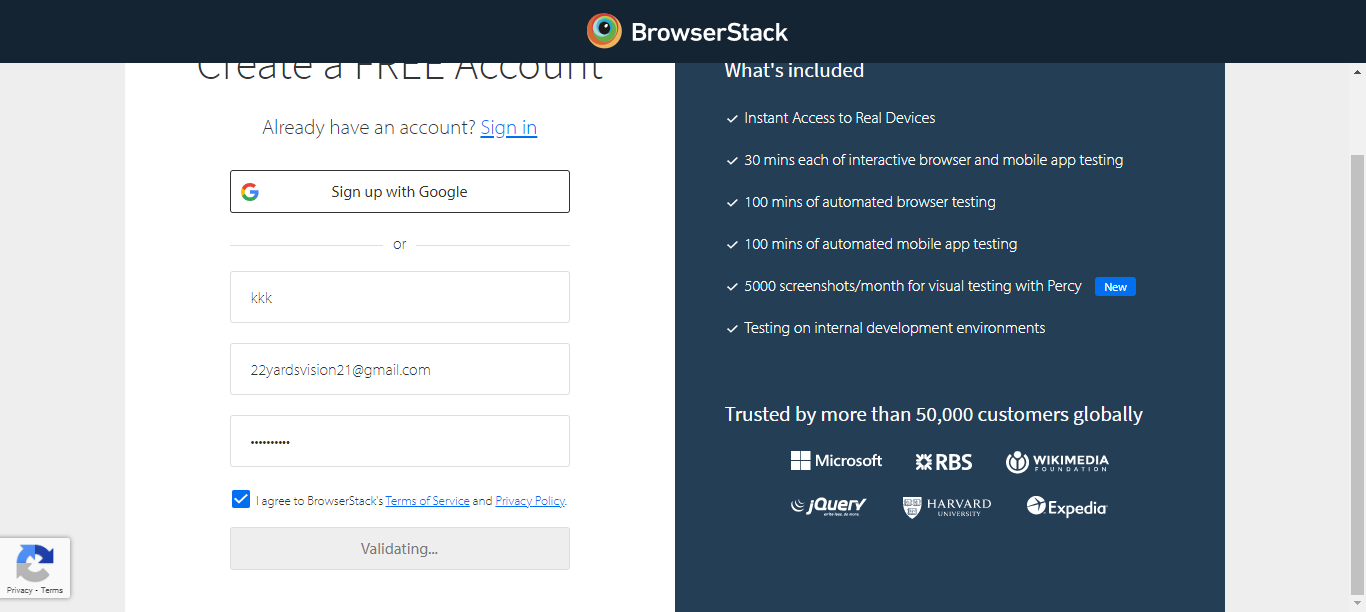 BrowserStack
Create a FREE Account
Already have an account? Sign in
Sign up with Google
or
kkk
22yardsvision21@gmail.com
••••••••••
I agree to BrowserStack's Terms of Service and Privacy Policy.
Validating...
Privacy - Terms
What's included
Instant Access to Real Devices
30 mins each of interactive browser and mobile app testing
100 mins of automated browser testing
100 mins of automated mobile app testing
5000 screenshots/month for visual testing with Percy New
Testing on internal development environments
Trusted by more than 50,000 customers globally
Microsoft RBS WIKIMEDIA
FOUNDATION
jQuery HARVARD Expedia
write less. do more. UNIVERSITY